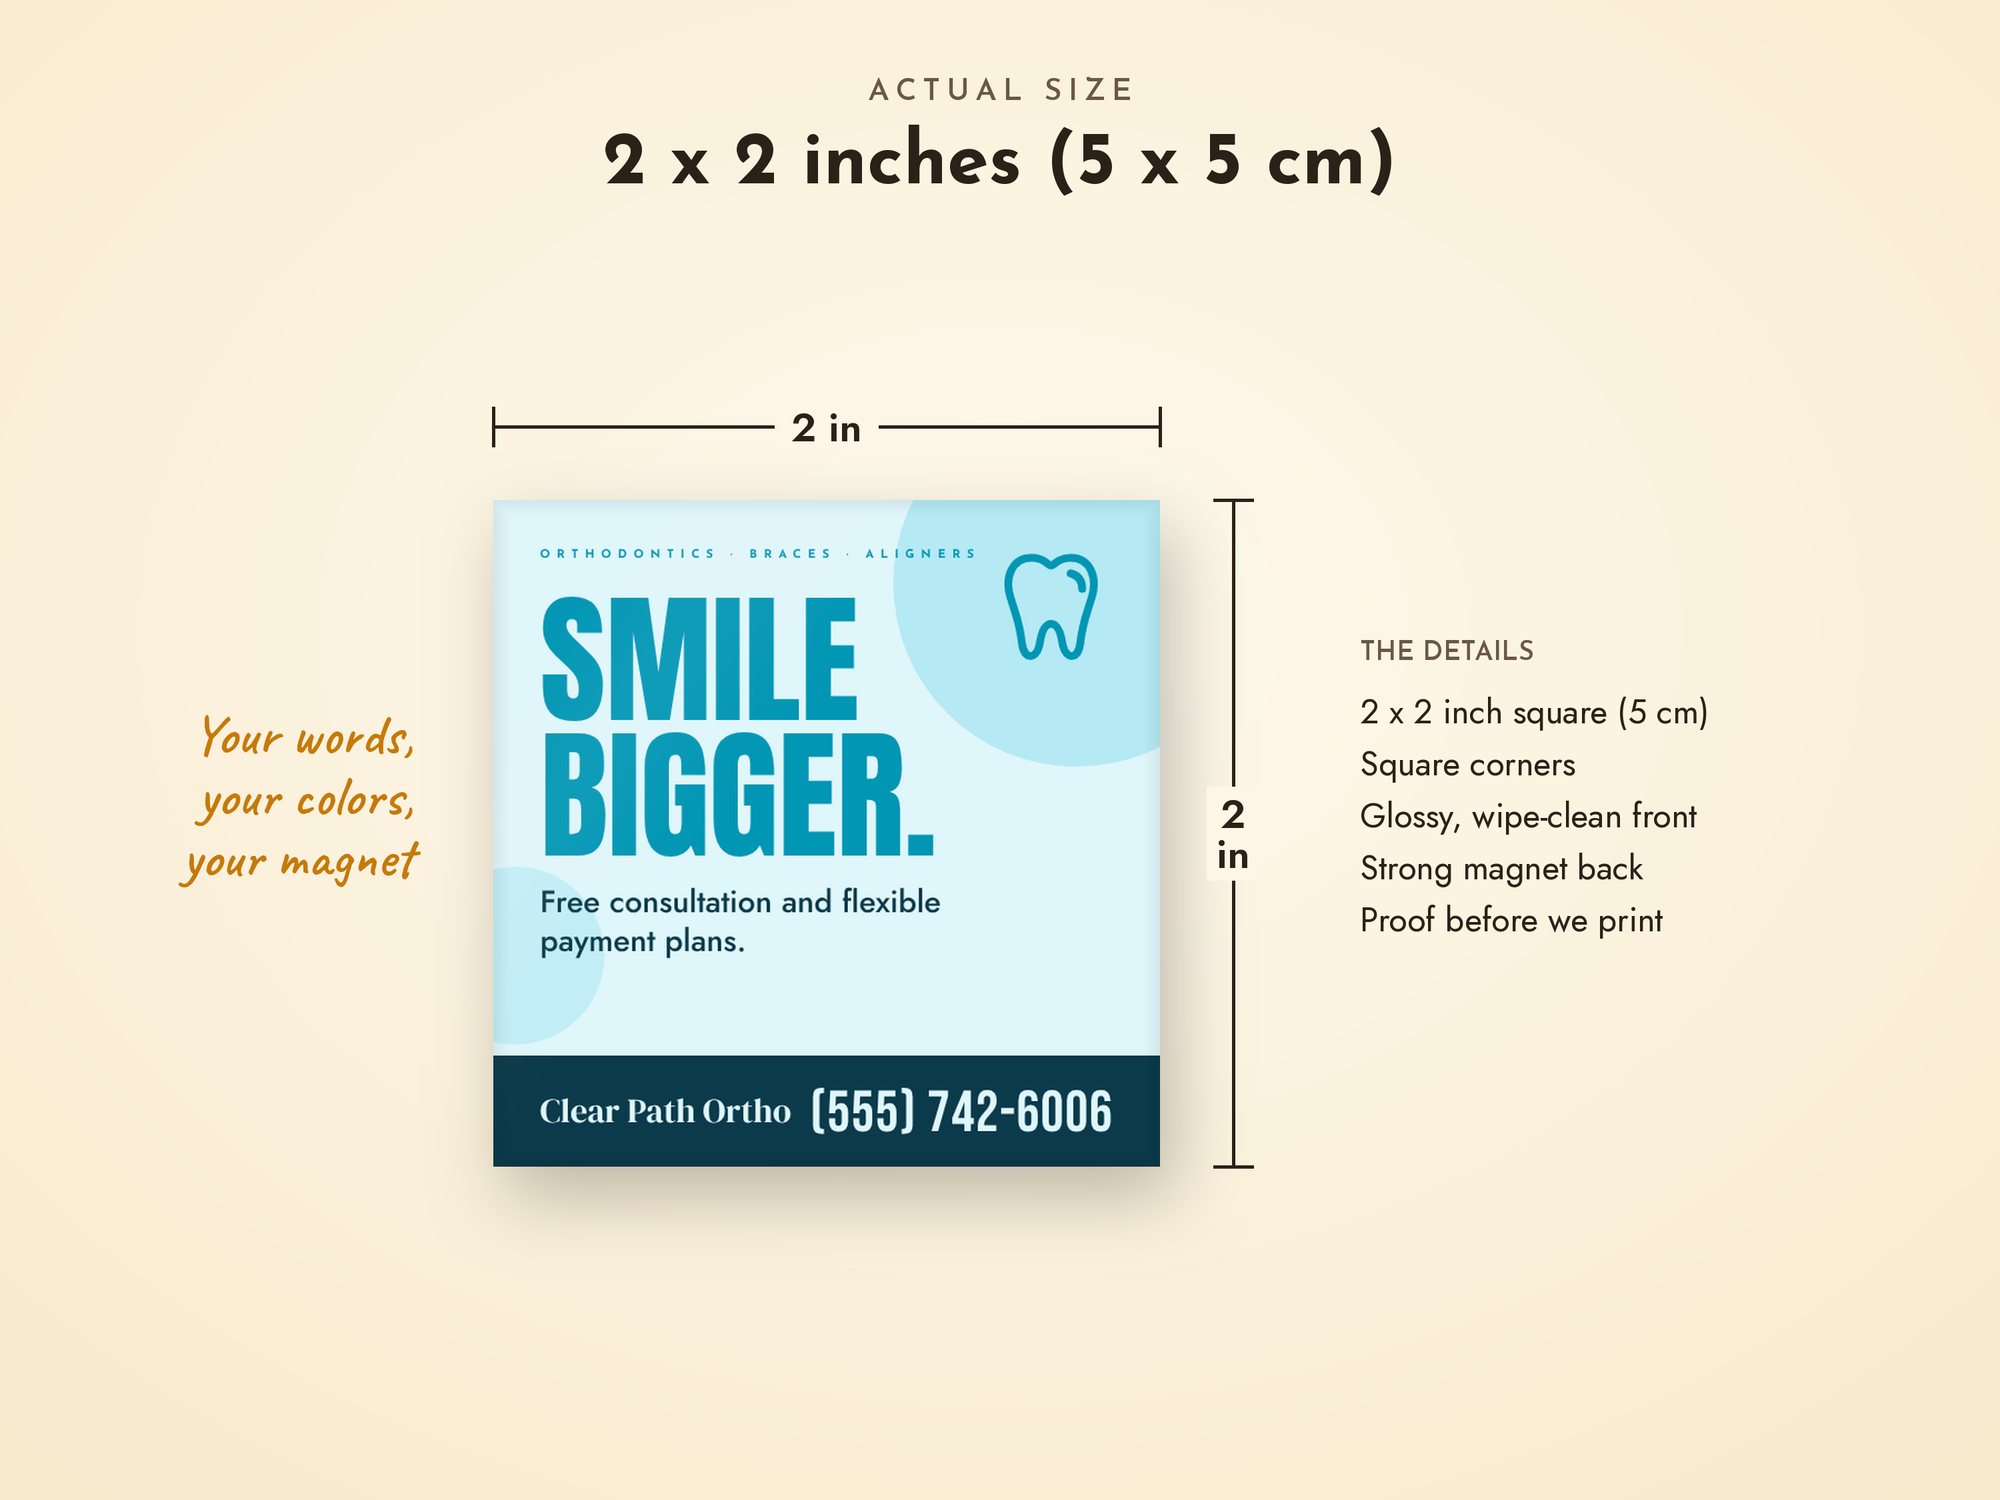 ACTUAL SIZE
2 x 2 inches (5 x 5 cm)
2 in
ORTHODONTICS · BRACES · ALIGNERS
SMILE
BIGGER.
Free consultation and flexible
payment plans.
Clear Path Ortho (555) 742-6006
2
in
Your words,
your colors,
your magnet
THE DETAILS
2 x 2 inch square (5 cm)
Square corners
Glossy, wipe-clean front
Strong magnet back
Proof before we print